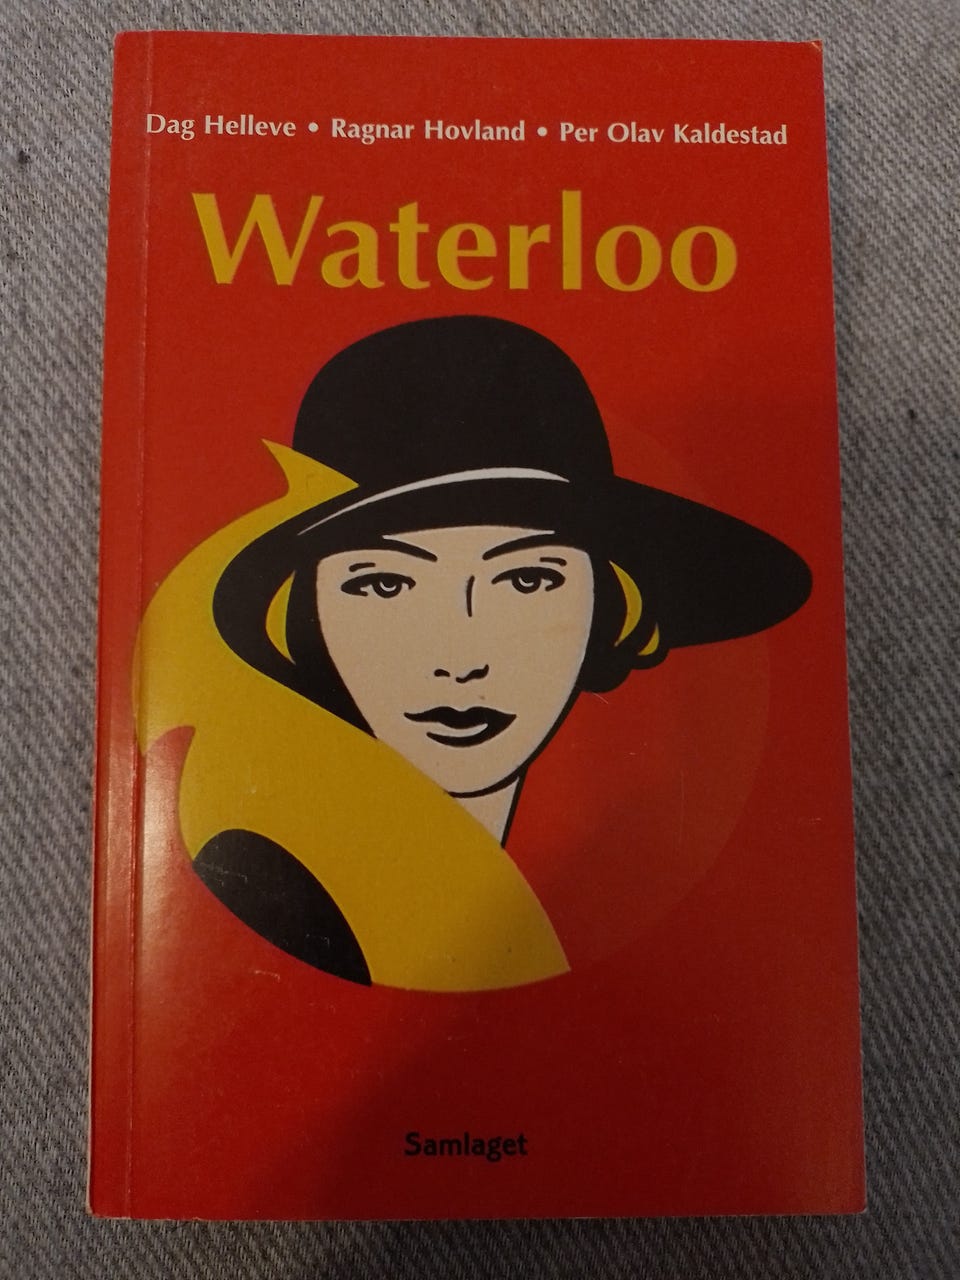 Dag Helleve • Ragnar Hovland • Per Olav Kaldestad
Waterloo
Samlaget